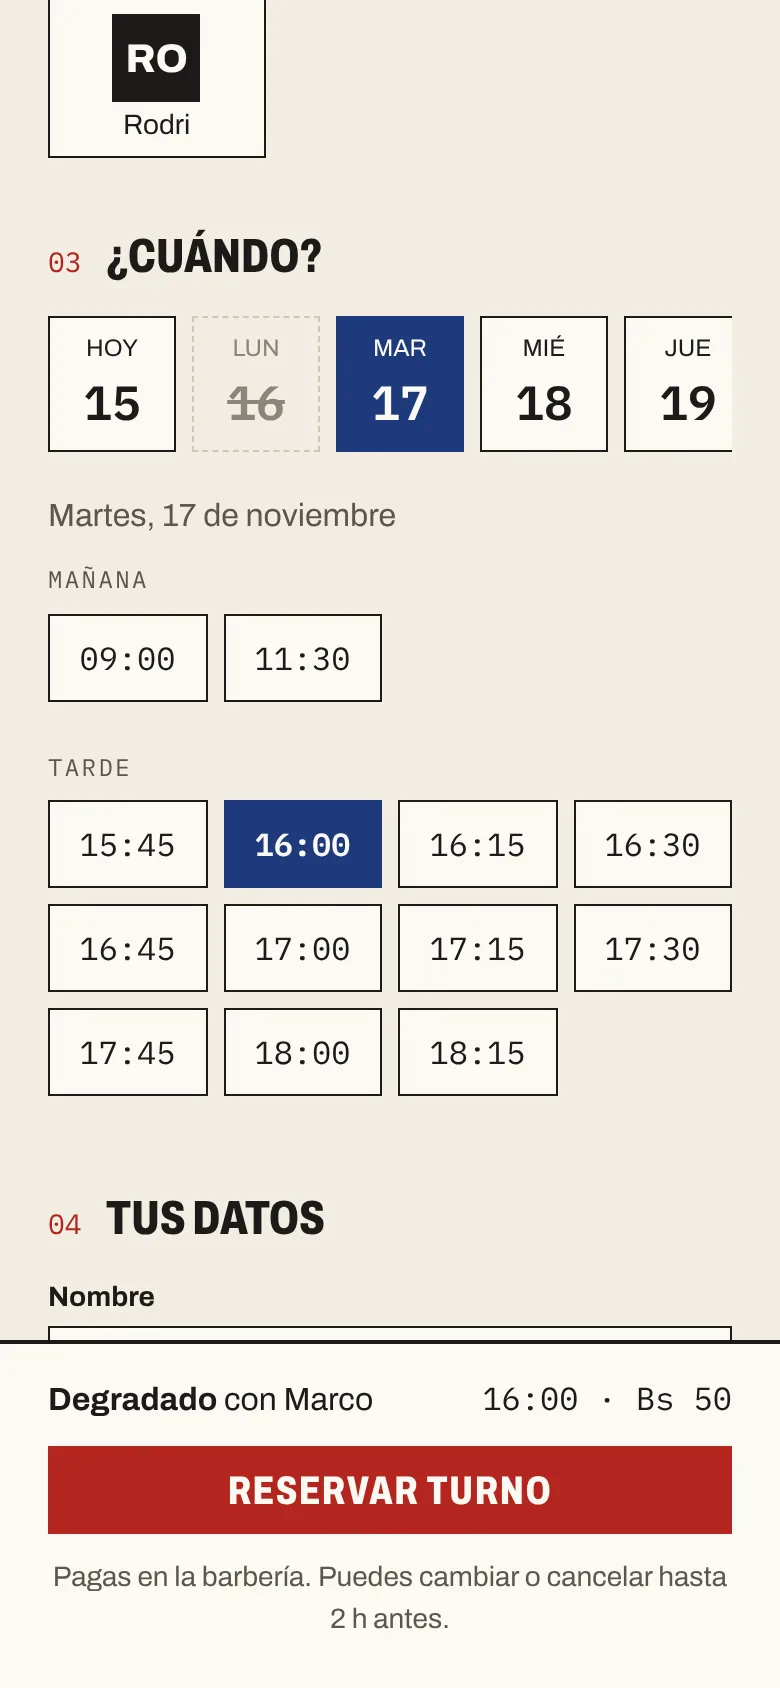 RO
Rodri
03 ¿CUÁNDO?
HOY LUN MAR MIÉ JUE
15 16 17 18 19
Martes, 17 de noviembre
MAÑANA
09:00 11:30
TARDE
15:45 16:00 16:15 16:30
16:45 17:00 17:15 17:30
17:45 18:00 18:15
04 TUS DATOS
Nombre
Degradado con Marco 16:00 · Bs 50
RESERVAR TURNO
Pagas en la barbería. Puedes cambiar o cancelar hasta
2 h antes.